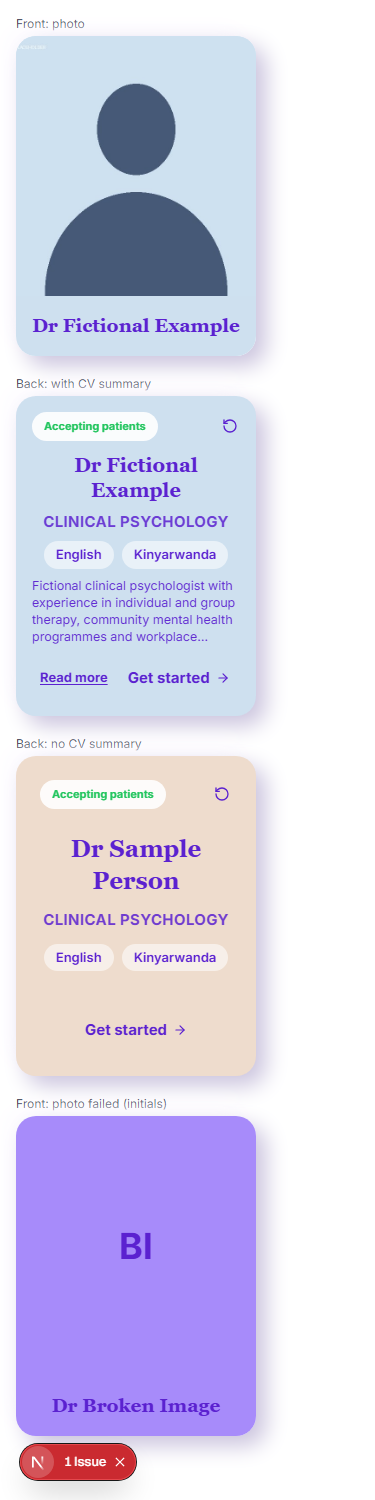 Front: photo
Dr Fictional Example
Back: with CV summary
Accepting patients
Dr Fictional
Example
CLINICAL PSYCHOLOGY
English Kinyarwanda
Fictional clinical psychologist with
experience in individual and group
therapy, community mental health
programmes and workplace...
Read more Get started →
Back: no CV summary
Accepting patients
Dr Sample
Person
CLINICAL PSYCHOLOGY
English Kinyarwanda
Get started →
Front: photo failed (initials)
BI
Dr Broken Image
N 1 Issue ×